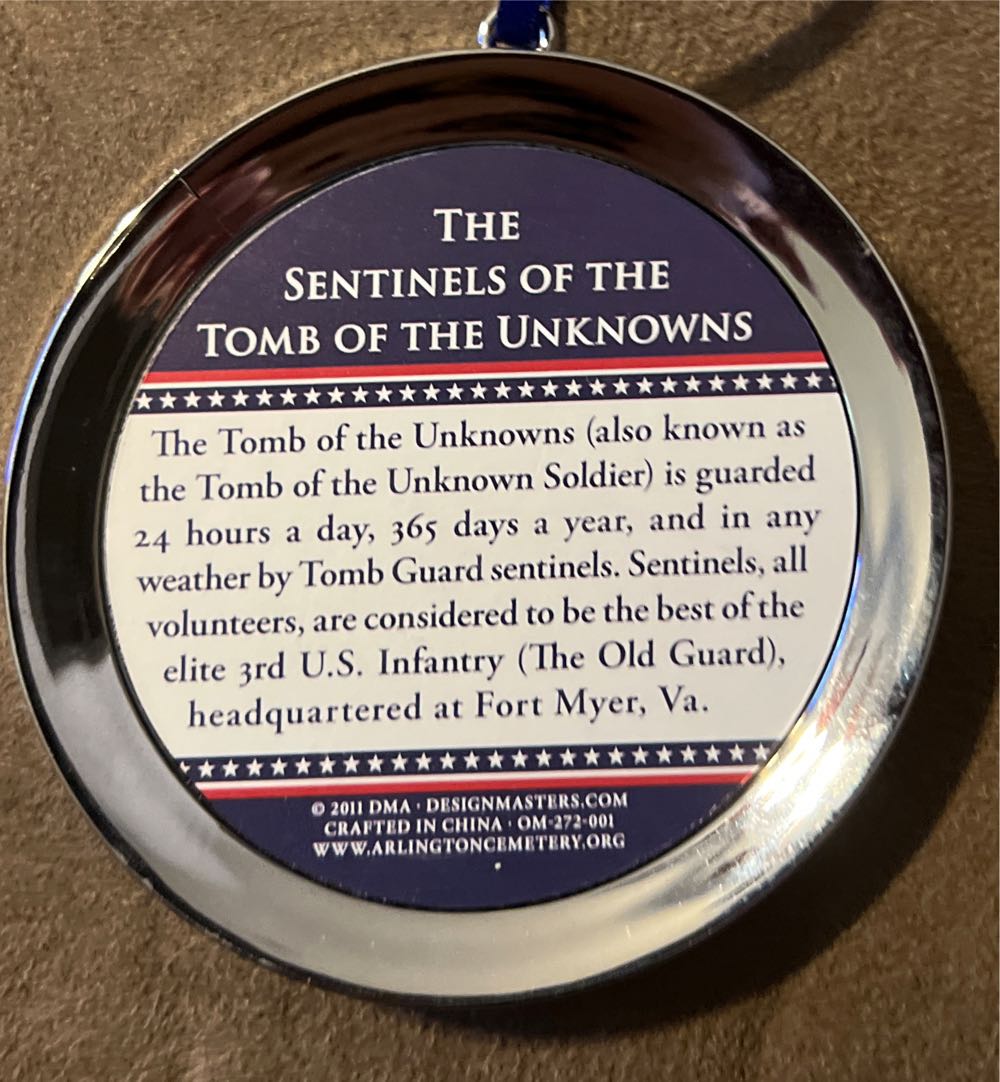 THE
SENTINELS OF THE
TOMB OF THE UNKNOWNS
The Tomb of the Unknowns (also known as
the Tomb of the Unknown Soldier) is guarded
24 hours a day, 365 days a year, and in any
weather by Tomb Guard sentinels. Sentinels, all
volunteers, are considered to be the best of the
elite 3rd U.S. Infantry (The Old Guard),
headquartered at Fort Myer, Va.
© 2011 DMA · DESIGNMASTERS.COM
CRAFTED IN CHINA · OM-272-001
WWW.ARLINGTONCEMETERY.ORG